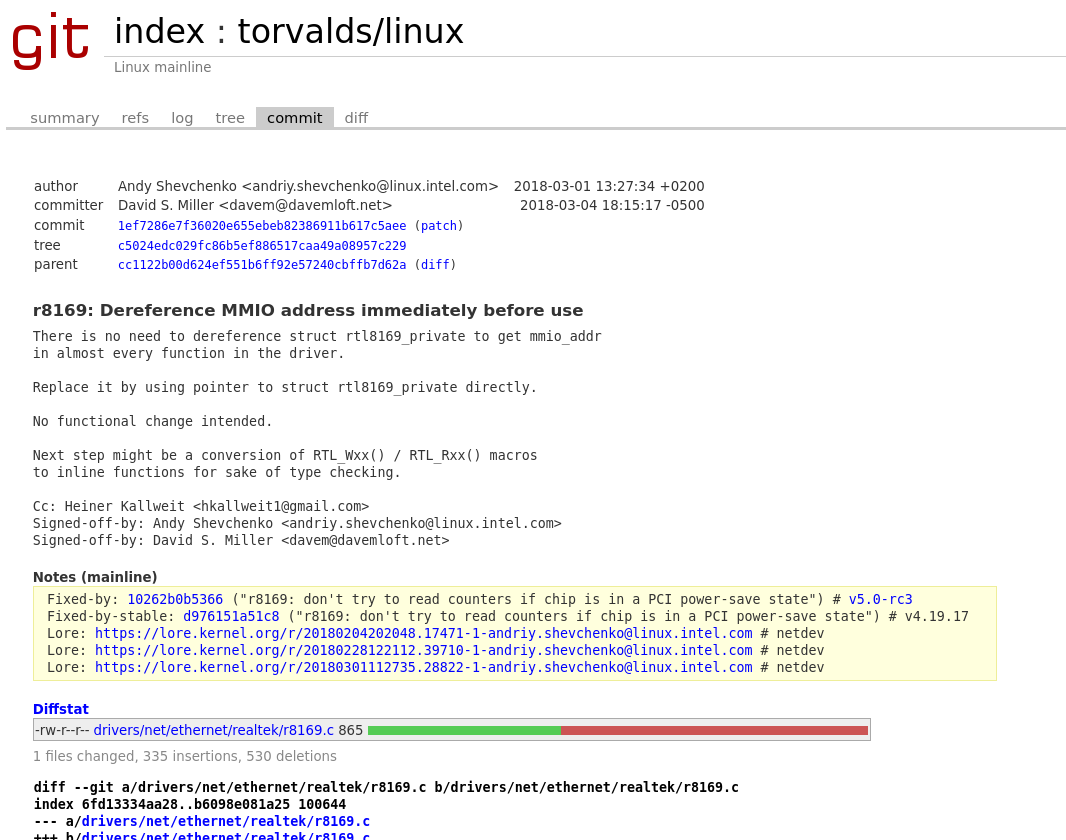 git
index : torvalds/linux
Linux mainline
summary refs log tree commit diff
author Andy Shevchenko <andriy.shevchenko@linux.intel.com> 2018-03-01 13:27:34 +0200
committer David S. Miller <davem@davemloft.net> 2018-03-04 18:15:17 -0500
commit 1ef7286e7f36020e655ebeb82386911b617c5aee (patch)
tree c5024edc029fc86b5ef886517caa49a08957c229
parent cc1122b00d624ef551b6ff92e57240cbffb7d62a (diff)
r8169: Dereference MMIO address immediately before use
There is no need to dereference struct rtl8169_private to get mmio_addr
in almost every function in the driver.
Replace it by using pointer to struct rtl8169_private directly.
No functional change intended.
Next step might be a conversion of RTL_Wxx() / RTL_Rxx() macros
to inline functions for sake of type checking.
Cc: Heiner Kallweit <hkallweit1@gmail.com>
Signed-off-by: Andy Shevchenko <andriy.shevchenko@linux.intel.com>
Signed-off-by: David S. Miller <davem@davemloft.net>
Notes (mainline)
Fixed-by: 10262b0b5366 ("r8169: don't try to read counters if chip is in a PCI power-save state") # v5.0-rc3
Fixed-by-stable: d976151a51c8 ("r8169: don't try to read counters if chip is in a PCI power-save state") # v4.19.17
Lore: https://lore.kernel.org/r/20180204202048.17471-1-andriy.shevchenko@linux.intel.com # netdev
Lore: https://lore.kernel.org/r/20180228122112.39710-1-andriy.shevchenko@linux.intel.com # netdev
Lore: https://lore.kernel.org/r/20180301112735.28822-1-andriy.shevchenko@linux.intel.com # netdev
Diffstat
-rw-r--r-- drivers/net/ethernet/realtek/r8169.c 865
1 files changed, 335 insertions, 530 deletions
diff --git a/drivers/net/ethernet/realtek/r8169.c b/drivers/net/ethernet/realtek/r8169.c
index 6fd13334aa28..b6098e081a25 100644
--- a/drivers/net/ethernet/realtek/r8169.c
+++ b/drivers/net/ethernet/realtek/r8169.c